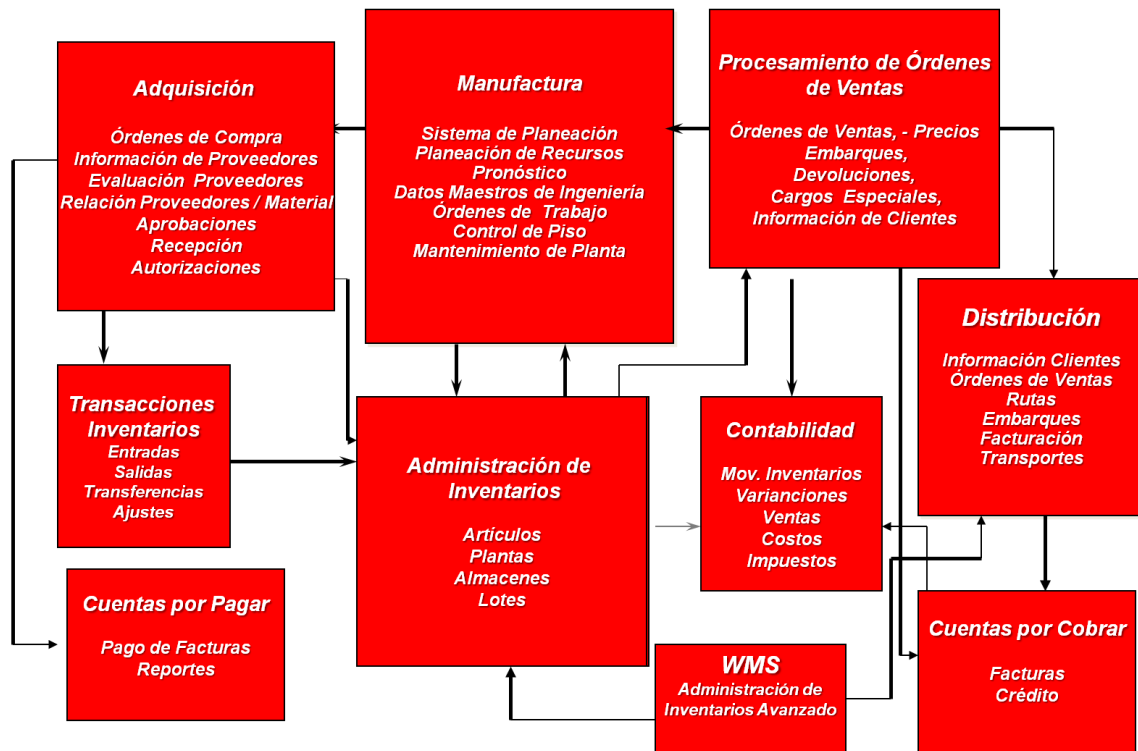 Adquisición
Órdenes de Compra
Información de Proveedores
Evaluación Proveedores
Relación Proveedores / Material
Aprobaciones
Recepción
Autorizaciones
Manufactura
Sistema de Planeación
Planeación de Recursos
Pronóstico
Datos Maestros de Ingeniería
Órdenes de Trabajo
Control de Piso
Mantenimiento de Planta
Procesamiento de Órdenes
de Ventas
Órdenes de Ventas, - Precios
Embarques,
Devoluciones,
Cargos Especiales,
Información de Clientes
Distribución
Información Clientes
Órdenes de Ventas
Rutas
Embarques
Facturación
Transportes
Transacciones
Inventarios
Entradas
Salidas
Transferencias
Ajustes
Administración de
Inventarios
Artículos
Plantas
Almacenes
Lotes
Contabilidad
Mov. Inventarios
Varianciones
Ventas
Costos
Impuestos
Cuentas por Pagar
Pago de Facturas
Reportes
WMS
Administración de
Inventarios Avanzado
Cuentas por Cobrar
Facturas
Crédito